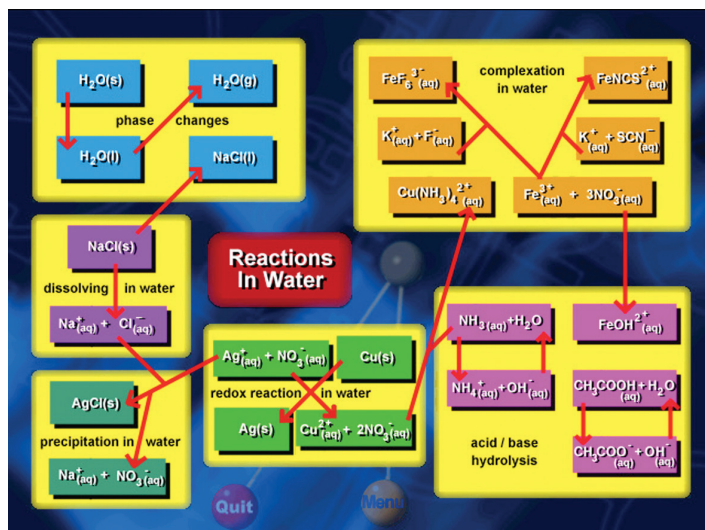 H₂O(s)
H₂O(g)
phase changes
H₂O(l)
NaCl(l)
FeF₆³⁻(aq)
complexation
in water
FeNCS²⁺(aq)
K⁺(aq) + F⁻(aq)
K⁺(aq) + SCN⁻(aq)
Cu(NH₃)₄²⁺(aq)
Fe³⁺(aq) + 3NO₃⁻(aq)
NaCl(s)
dissolving in water
Na⁺(aq) + Cl⁻(aq)
Reactions
In Water
AgCl(s)
precipitation in water
Na⁺(aq) + NO₃⁻(aq)
Ag⁺(aq) + NO₃⁻(aq)
Cu(s)
redox reaction in water
Ag(s)
Cu²⁺(aq) + 2NO₃⁻(aq)
NH₃(aq) + H₂O
FeOH²⁺(aq)
NH₄⁺(aq) + OH⁻(aq)
CH₃COOH(aq) + H₂O
acid / base
hydrolysis
CH₃COO⁻(aq) + OH⁻(aq)
Quit
Menu